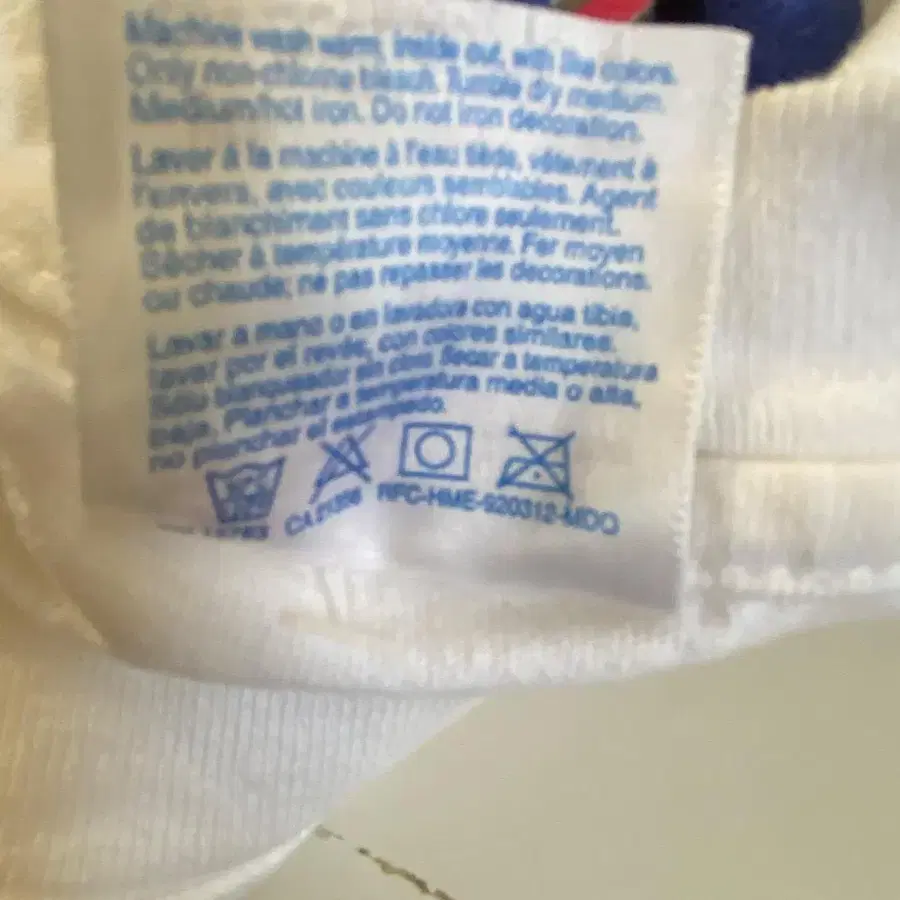 Machine wash warm, inside out, with like colors.
Only non-chlorine bleach. Tumble dry medium.
Medium/hot iron. Do not iron decoration.
Laver à la machine à l'eau tiède, vêtement à
l'envers, avec couleurs semblables. Agent
de blanchiment sans chlore seulement.
Sécher à température moyenne. Fer moyen
ou chaude; ne pas repasser les decorations.
Lavar a mano o en lavadora con agua tibia,
lavar por el revés, con colores similares.
Sólo blanqueador sin cloro. Secar a temperatura
baja. Planchar a temperatura media o alta,
no planchar el estampado.
CA 21356 RFC-HME-920312-MDQ